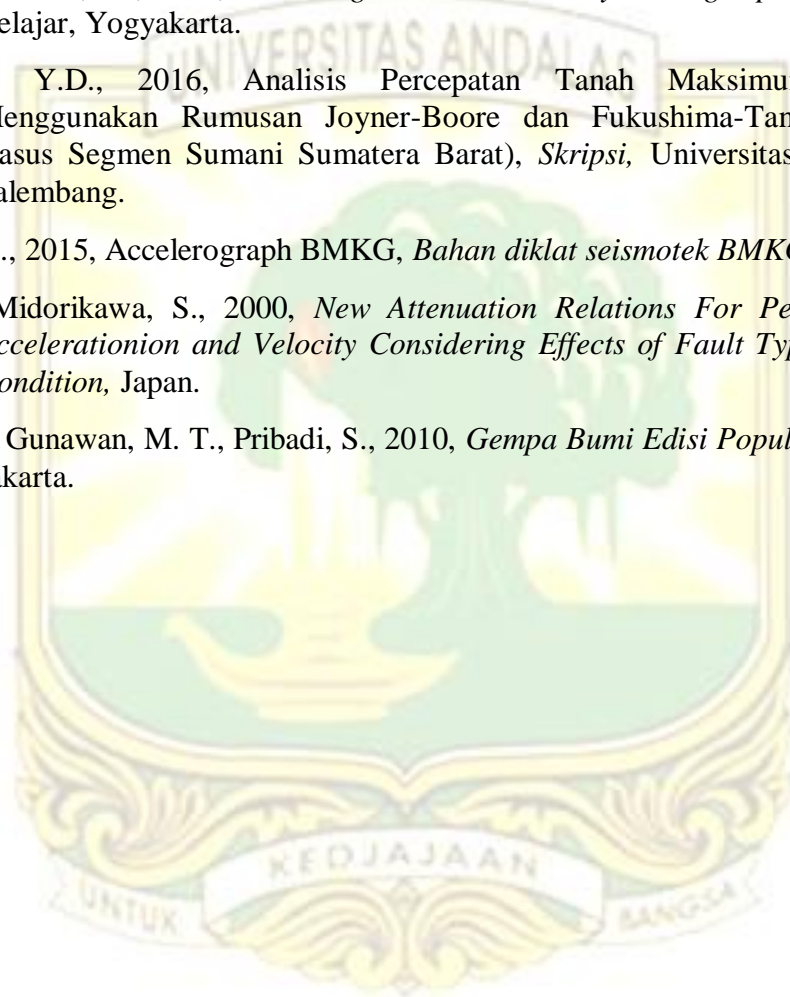 elajar, Yogyakarta.
Y.D., 2016, Analisis Percepatan Tanah Maksimu
enggunakan Rumusan Joyner-Boore dan Fukushima-Tan
asus Segmen Sumani Sumatera Barat), Skripsi, Universitas
alembang.
., 2015, Accelerograph BMKG, Bahan diklat seismotek BMK
Midorikawa, S., 2000, New Attenuation Relations For Pe
ccelerationion and Velocity Considering Effects of Fault Typ
ondition, Japan.
Gunawan, M. T., Pribadi, S., 2010, Gempa Bumi Edisi Popul
akarta.
UNIVERSITAS ANDALAS
KEDJAJAAN
UNTUK BANGSA